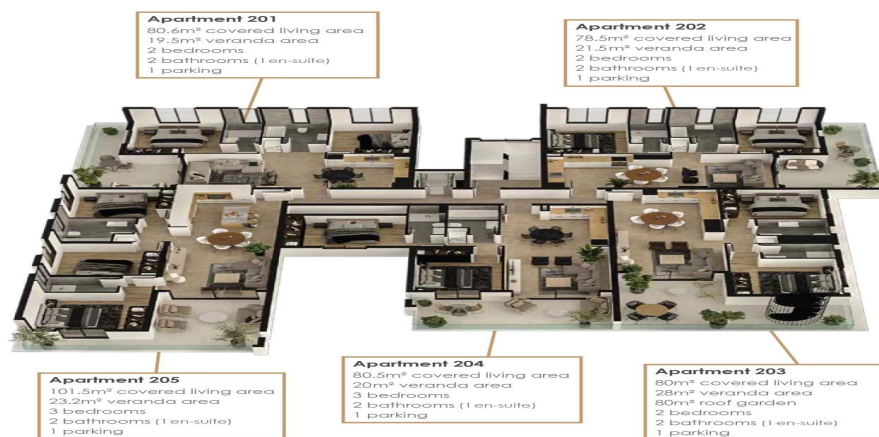 Apartment 201
80.6m² covered living area
19.5m² veranda area
2 bedrooms
2 bathrooms (1 en-suite)
1 parking
Apartment 202
78.5m² covered living area
21.5m² veranda area
2 bedrooms
2 bathrooms (1 en-suite)
1 parking
Apartment 205
101.5m² covered living area
23.2m² veranda area
3 bedrooms
2 bathrooms (1 en-suite)
1 parking
Apartment 204
80.5m² covered living area
20m² veranda area
3 bedrooms
2 bathrooms (1 en-suite)
1 parking
Apartment 203
80m² covered living area
28m² veranda area
80m² roof garden
2 bedrooms
2 bathrooms (1 en-suite)
1 parking